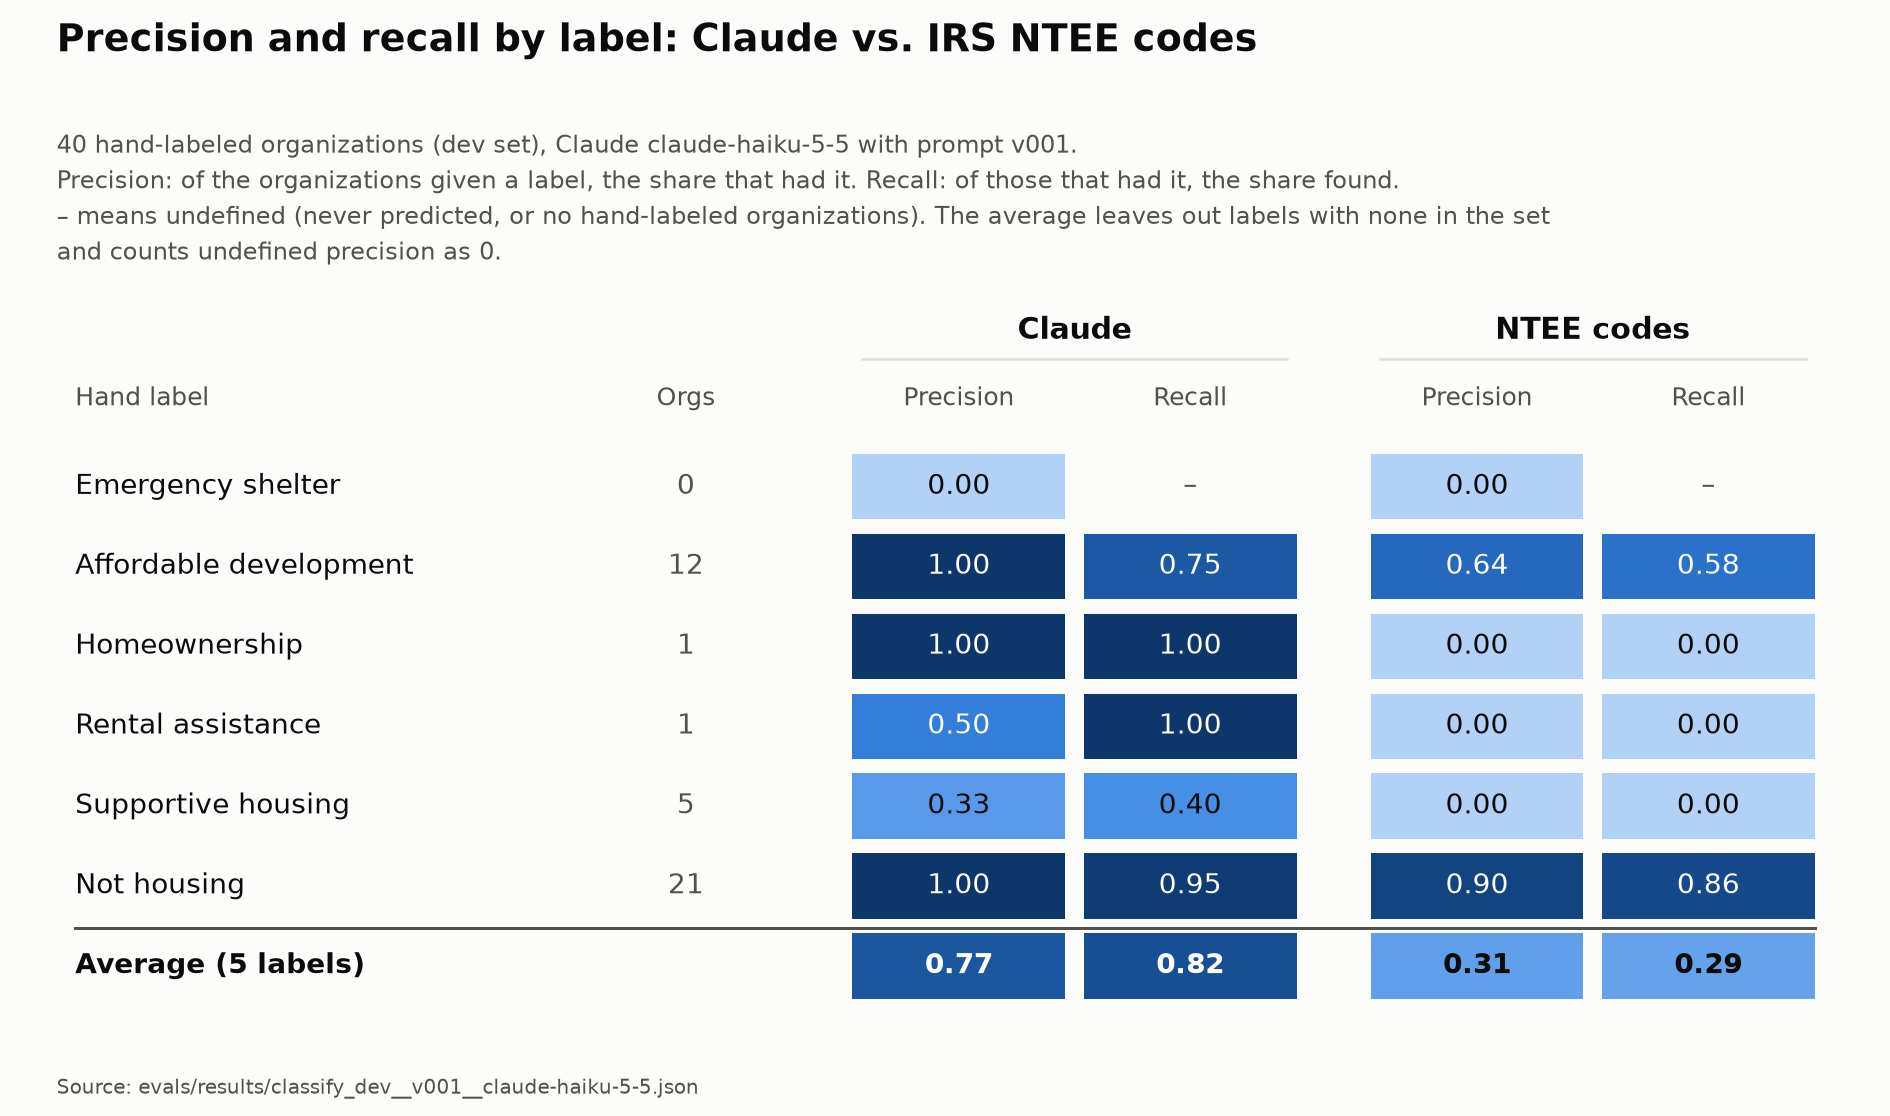 Precision and recall by label: Claude vs. IRS NTEE codes
40 hand-labeled organizations (dev set), Claude claude-haiku-5-5 with prompt v001.
Precision: of the organizations given a label, the share that had it. Recall: of those that had it, the share found.
– means undefined (never predicted, or no hand-labeled organizations). The average leaves out labels with none in the set
and counts undefined precision as 0.
Claude NTEE codes
Hand label Orgs Precision Recall Precision Recall
Emergency shelter 0 0.00 – 0.00 –
Affordable development 12 1.00 0.75 0.64 0.58
Homeownership 1 1.00 1.00 0.00 0.00
Rental assistance 1 0.50 1.00 0.00 0.00
Supportive housing 5 0.33 0.40 0.00 0.00
Not housing 21 1.00 0.95 0.90 0.86
Average (5 labels) 0.77 0.82 0.31 0.29
Source: evals/results/classify_dev__v001__claude-haiku-5-5.json